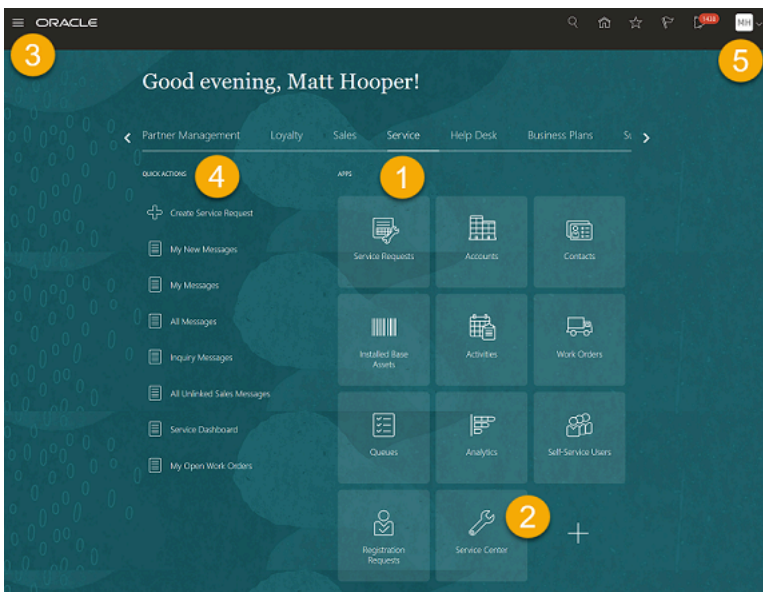 ORACLE
5438
MH
3
5
Good evening, Matt Hooper!
Partner Management Loyalty Sales Service Help Desk Business Plans
QUICK ACTIONS
4
APPS
1
Create Service Request
My New Messages
My Messages
All Messages
Inquiry Messages
All Unlinked Sales Messages
Service Dashboard
My Open Work Orders
Service Requests
Accounts
Contacts
Installed Base
Assets
Activities
Work Orders
Queues
Analytics
Self-Service Users
Registration
Requests
Service Center
2